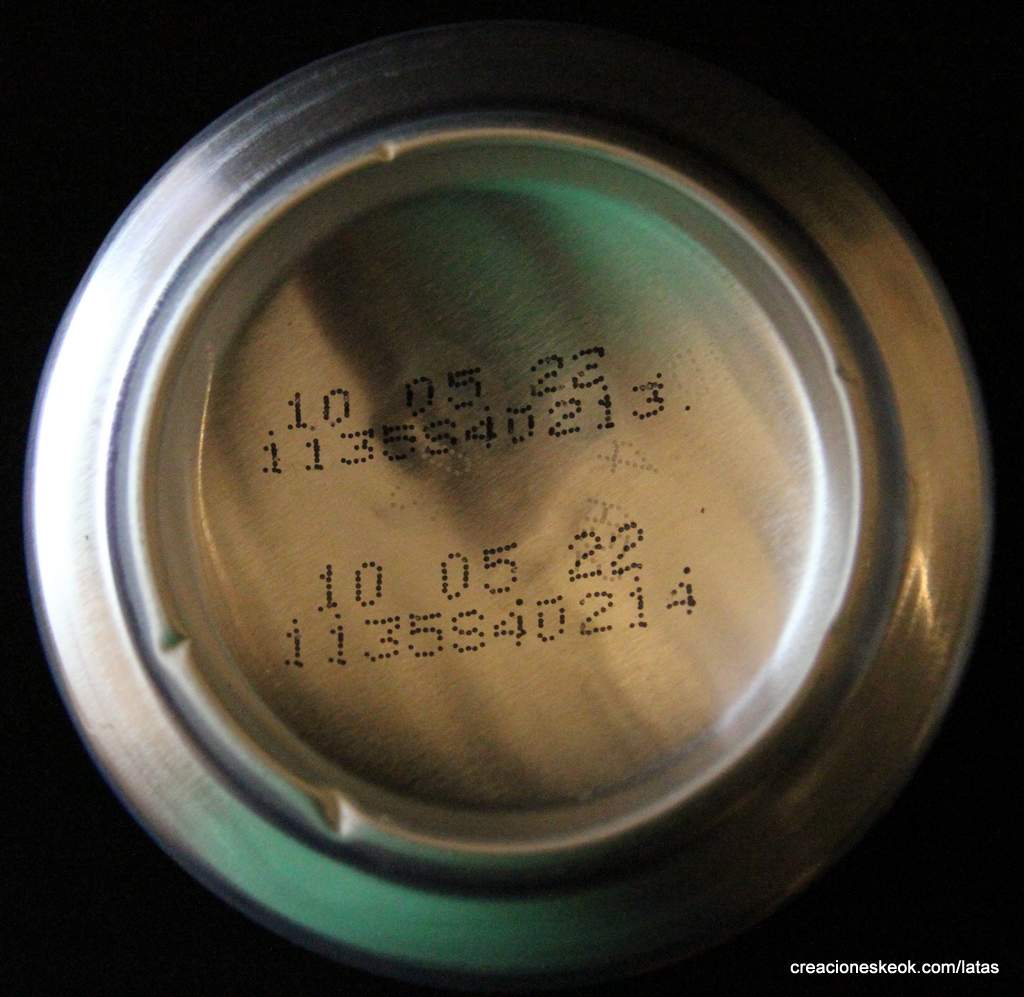 10 05 22
1135S40213.
10 05 22
1135S40214
creacioneskeok.com/latas